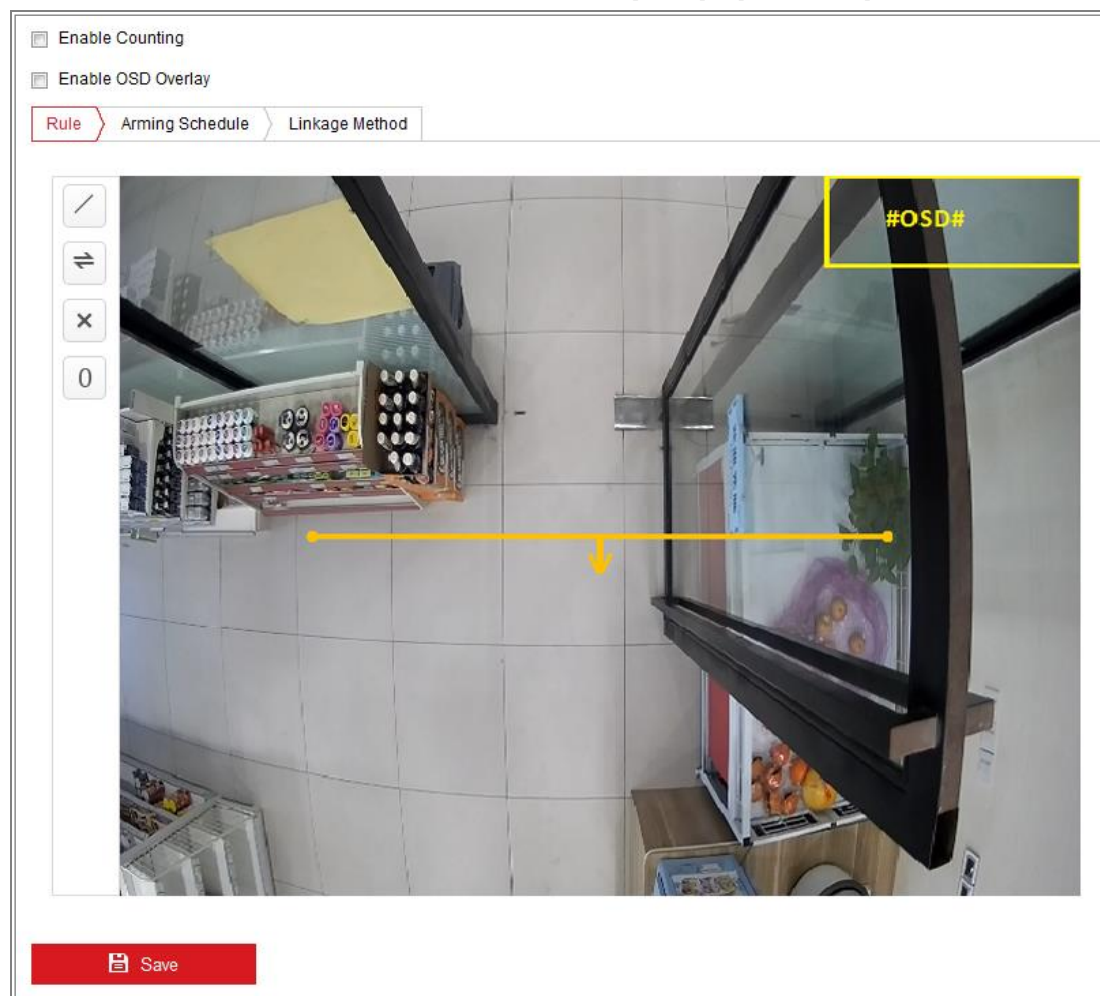 Enable Counting
Enable OSD Overlay
Rule Arming Schedule Linkage Method
#OSD#
0
Save